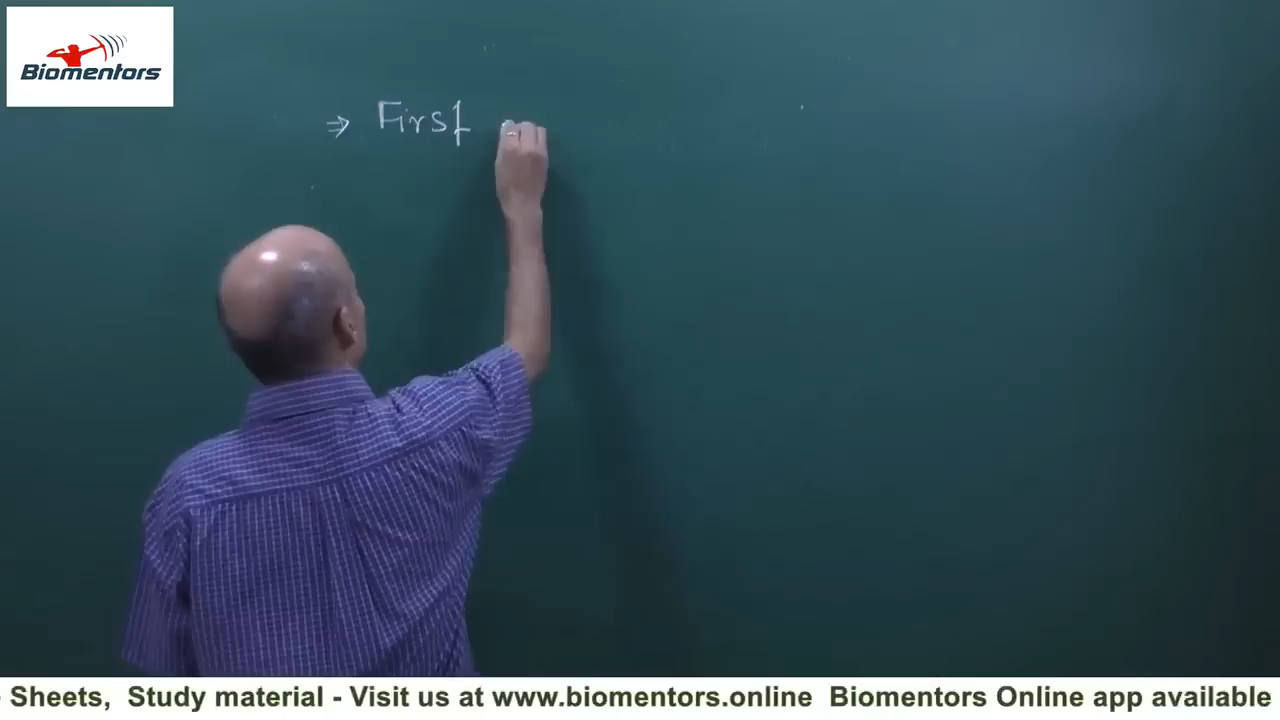 Biomentors
⇒ First
Sheets, Study material - Visit us at www.biomentors.online Biomentors Online app available